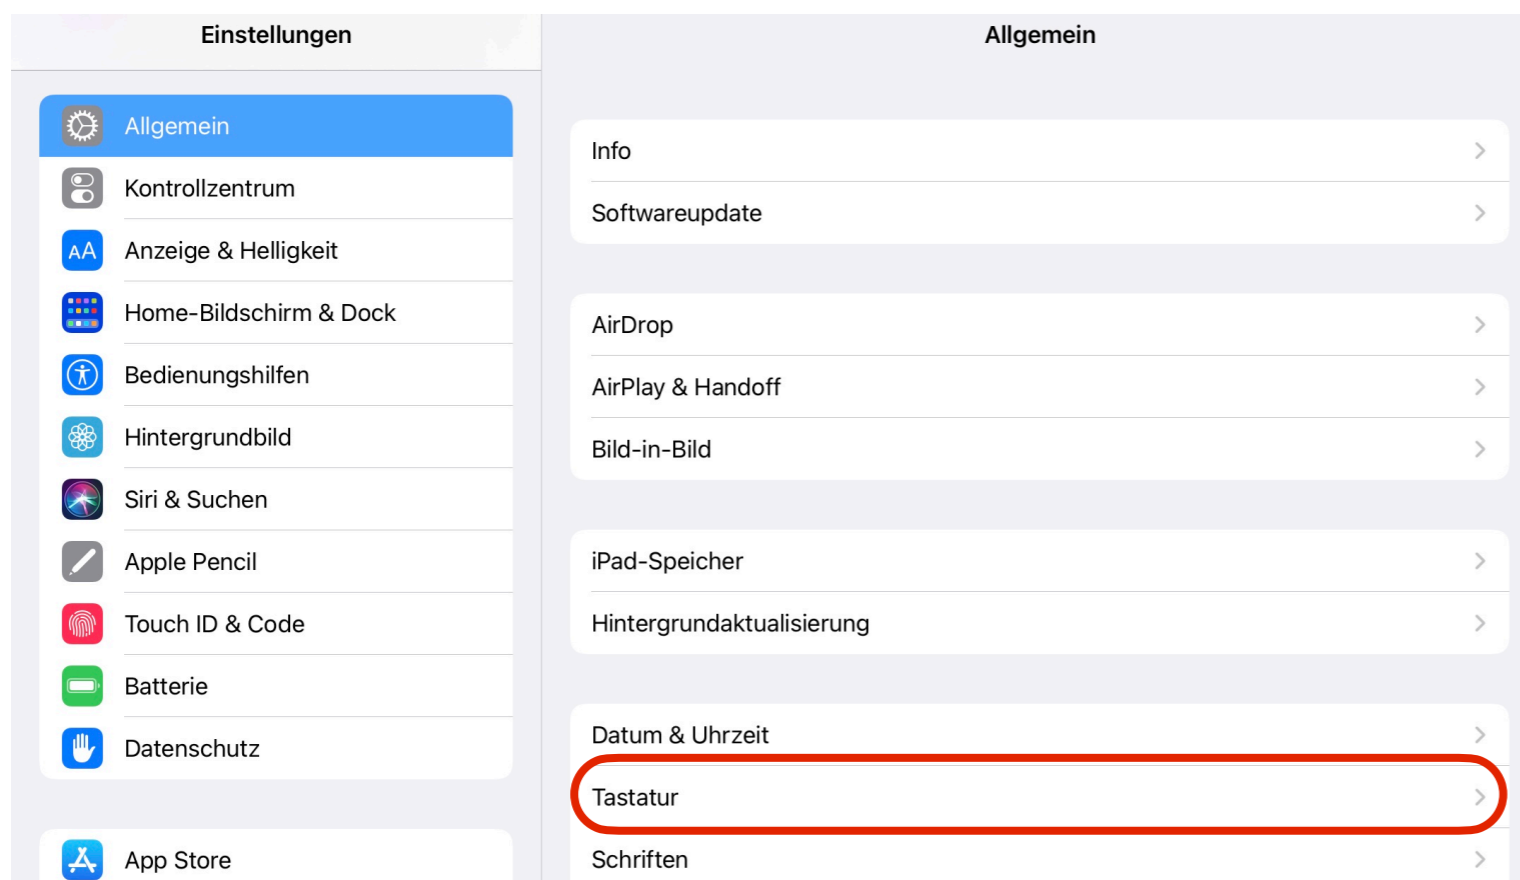 Einstellungen
Allgemein
Kontrollzentrum
AA Anzeige & Helligkeit
Home-Bildschirm & Dock
Bedienungshilfen
Hintergrundbild
Siri & Suchen
Apple Pencil
Touch ID & Code
Batterie
Datenschutz
App Store
Allgemein
Info
Softwareupdate
AirDrop
AirPlay & Handoff
Bild-in-Bild
iPad-Speicher
Hintergrundaktualisierung
Datum & Uhrzeit
Tastatur
Schriften